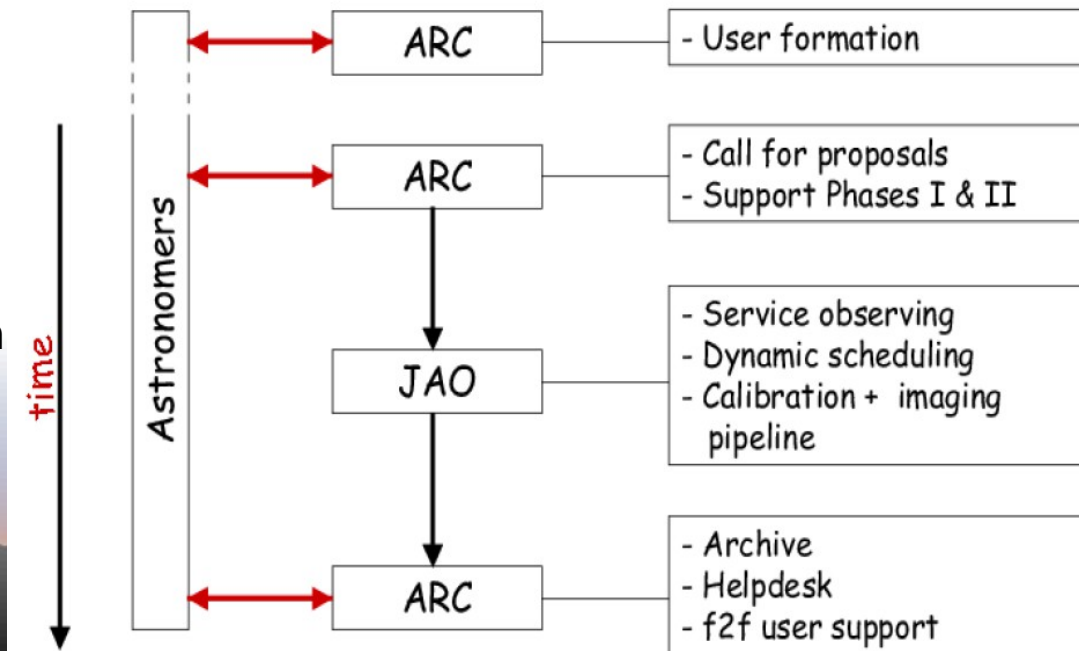 ARC
- User formation
ARC
- Call for proposals
- Support Phases I & II
Astronomers
time
JAO
- Service observing
- Dynamic scheduling
- Calibration + imaging
pipeline
ARC
- Archive
- Helpdesk
- f2f user support